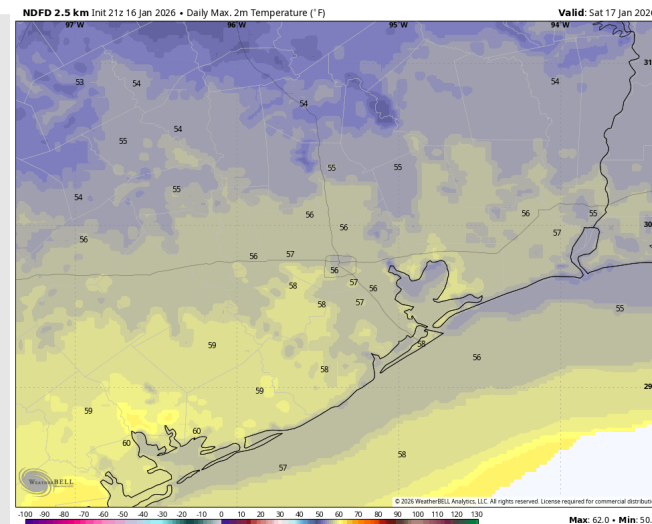 NDFD 2.5 km Init 21z 16 Jan 2026 • Daily Max. 2m Temperature (°F)
Valid: Sat 17 Jan 2026
97°W 96°W 95°W 94°W
31
53 54 54 54
54
55
55 55
54 55
56 56 56 55
30
56 57
56 57
56
58 57 56
58 57
55
59 58 56
58
29
59
59
60 60
58
57
WeatherBELL
© 2026 WeatherBELL Analytics, LLC. All rights reserved. License required for commercial distributi
-100 -90 -80 -70 -60 -50 -40 -30 -20 -10 0 10 20 30 40 50 60 70 80 90 100 110 120 130
Max: 62.0 • Min: 50.